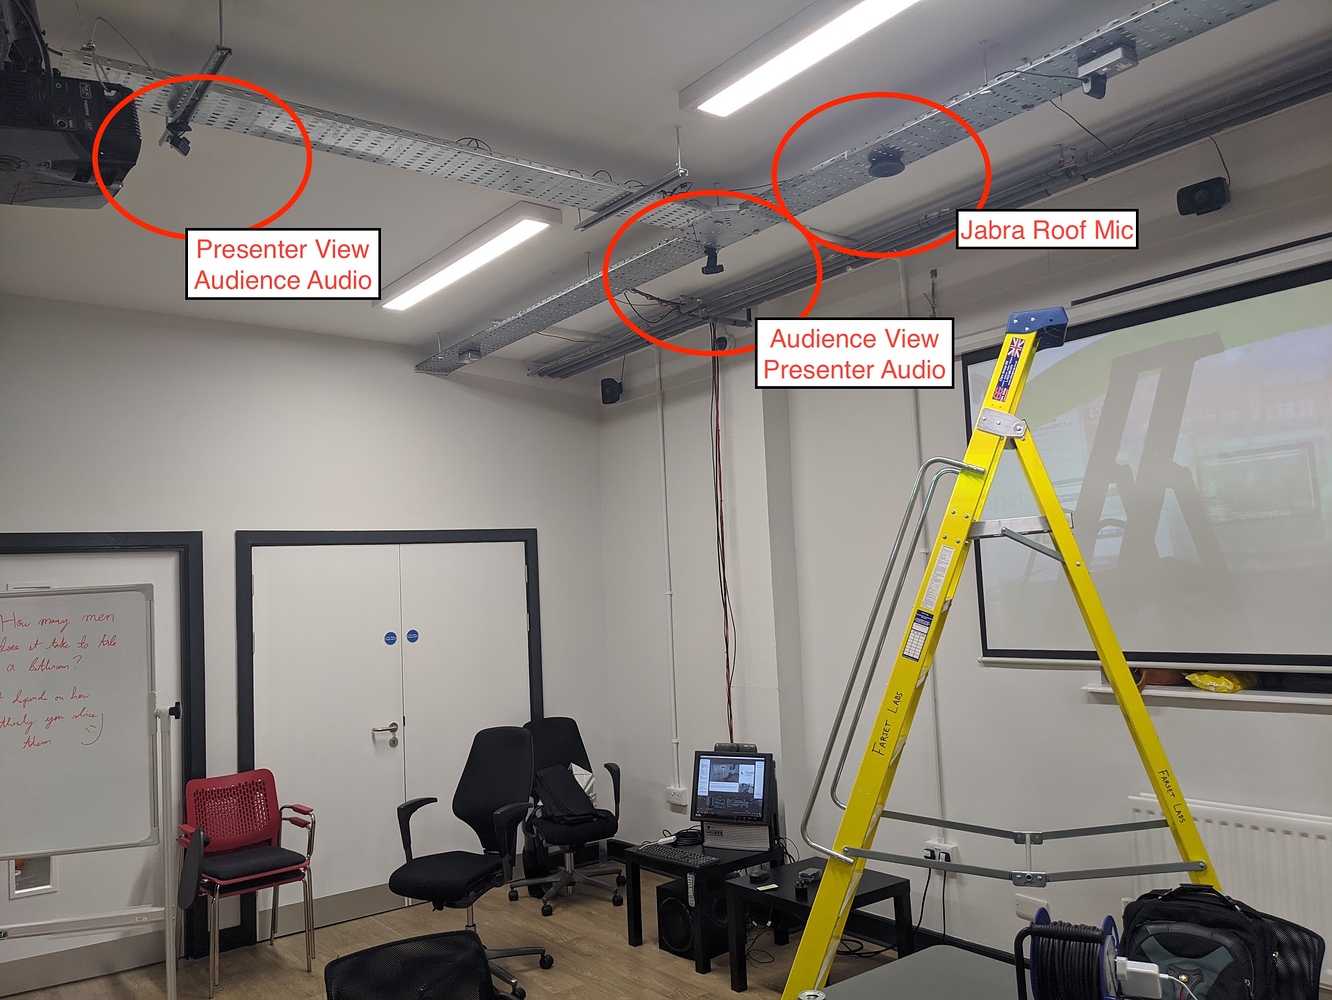 Presenter View
Audience Audio
Jabra Roof Mic
Audience View
Presenter Audio
How many men
does it take to tile
a bathroom?
it depends on how
thinly you slice
them
FARSET LABS
FARSET LABS